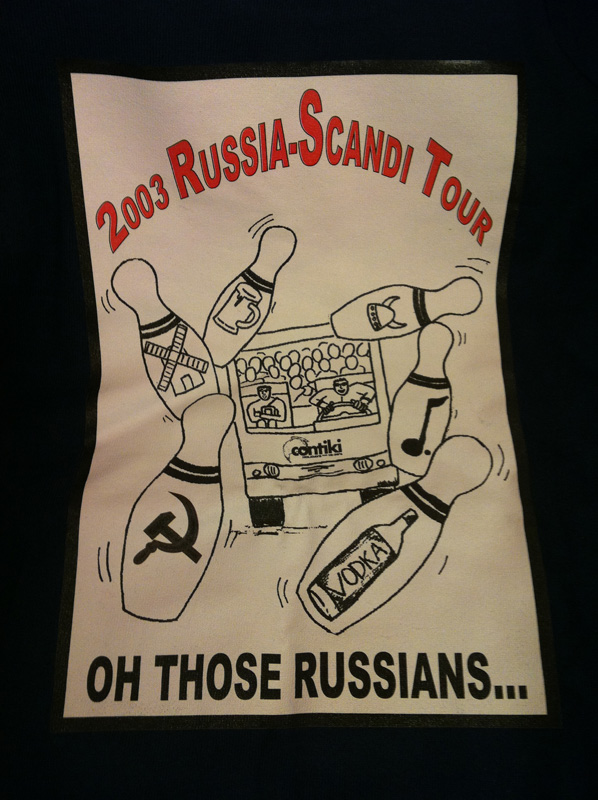 2003 RUSSIA-SCANDI TOUR
contiki
VODKA
OH THOSE RUSSIANS...